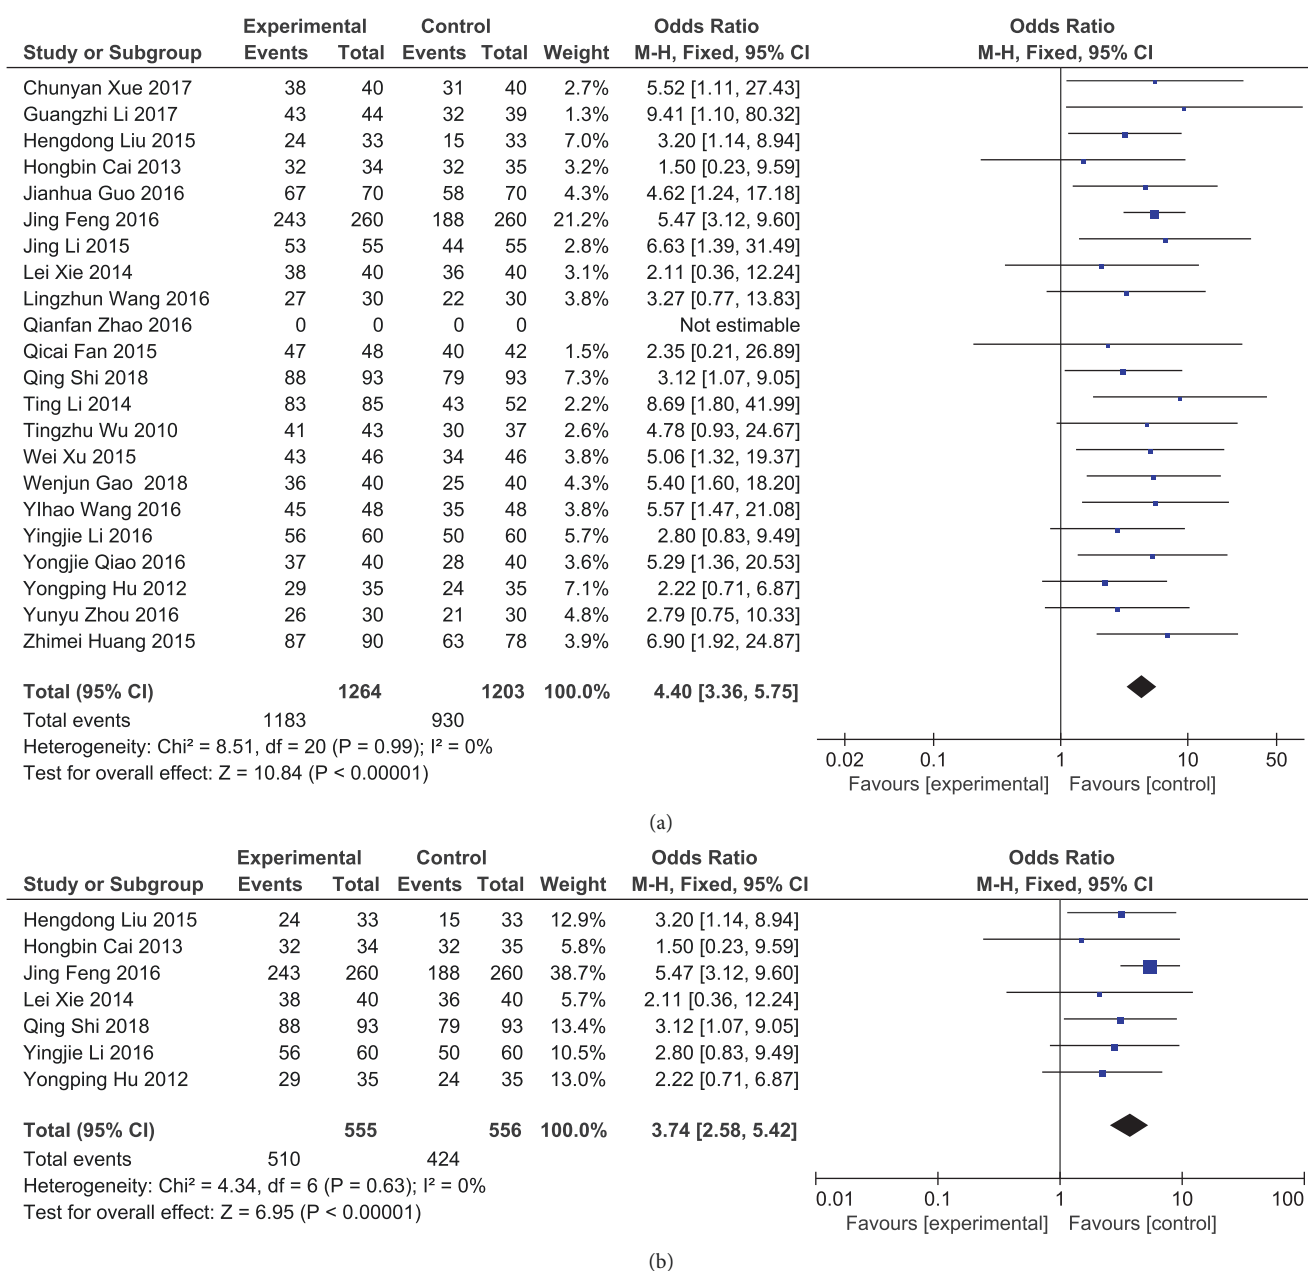 Experimental Control Odds Ratio Odds Ratio
Study or Subgroup Events Total Events Total Weight M-H, Fixed, 95% CI M-H, Fixed, 95% CI
Chunyan Xue 2017 38 40 31 40 2.7% 5.52 [1.11, 27.43]
Guangzhi Li 2017 43 44 32 39 1.3% 9.41 [1.10, 80.32]
Hengdong Liu 2015 24 33 15 33 7.0% 3.20 [1.14, 8.94]
Hongbin Cai 2013 32 34 32 35 3.2% 1.50 [0.23, 9.59]
Jianhua Guo 2016 67 70 58 70 4.3% 4.62 [1.24, 17.18]
Jing Feng 2016 243 260 188 260 21.2% 5.47 [3.12, 9.60]
Jing Li 2015 53 55 44 55 2.8% 6.63 [1.39, 31.49]
Lei Xie 2014 38 40 36 40 3.1% 2.11 [0.36, 12.24]
Lingzhun Wang 2016 27 30 22 30 3.8% 3.27 [0.77, 13.83]
Qianfan Zhao 2016 0 0 0 0 Not estimable
Qicai Fan 2015 47 48 40 42 1.5% 2.35 [0.21, 26.89]
Qing Shi 2018 88 93 79 93 7.3% 3.12 [1.07, 9.05]
Ting Li 2014 83 85 43 52 2.2% 8.69 [1.80, 41.99]
Tingzhu Wu 2010 41 43 30 37 2.6% 4.78 [0.93, 24.67]
Wei Xu 2015 43 46 34 46 3.8% 5.06 [1.32, 19.37]
Wenjun Gao 2018 36 40 25 40 4.3% 5.40 [1.60, 18.20]
YIhao Wang 2016 45 48 35 48 3.8% 5.57 [1.47, 21.08]
Yingjie Li 2016 56 60 50 60 5.7% 2.80 [0.83, 9.49]
Yongjie Qiao 2016 37 40 28 40 3.6% 5.29 [1.36, 20.53]
Yongping Hu 2012 29 35 24 35 7.1% 2.22 [0.71, 6.87]
Yunyu Zhou 2016 26 30 21 30 4.8% 2.79 [0.75, 10.33]
Zhimei Huang 2015 87 90 63 78 3.9% 6.90 [1.92, 24.87]
Total (95% CI) 1264 1203 100.0% 4.40 [3.36, 5.75]
Total events 1183 930
Heterogeneity: Chi² = 8.51, df = 20 (P = 0.99); I² = 0%
Test for overall effect: Z = 10.84 (P < 0.00001)
0.02 0.1 1 10 50
Favours [experimental] Favours [control]
(a)
Experimental Control Odds Ratio Odds Ratio
Study or Subgroup Events Total Events Total Weight M-H, Fixed, 95% CI M-H, Fixed, 95% CI
Hengdong Liu 2015 24 33 15 33 12.9% 3.20 [1.14, 8.94]
Hongbin Cai 2013 32 34 32 35 5.8% 1.50 [0.23, 9.59]
Jing Feng 2016 243 260 188 260 38.7% 5.47 [3.12, 9.60]
Lei Xie 2014 38 40 36 40 5.7% 2.11 [0.36, 12.24]
Qing Shi 2018 88 93 79 93 13.4% 3.12 [1.07, 9.05]
Yingjie Li 2016 56 60 50 60 10.5% 2.80 [0.83, 9.49]
Yongping Hu 2012 29 35 24 35 13.0% 2.22 [0.71, 6.87]
Total (95% CI) 555 556 100.0% 3.74 [2.58, 5.42]
Total events 510 424
Heterogeneity: Chi² = 4.34, df = 6 (P = 0.63); I² = 0%
Test for overall effect: Z = 6.95 (P < 0.00001)
0.01 0.1 1 10 100
Favours [experimental] Favours [control]
(b)